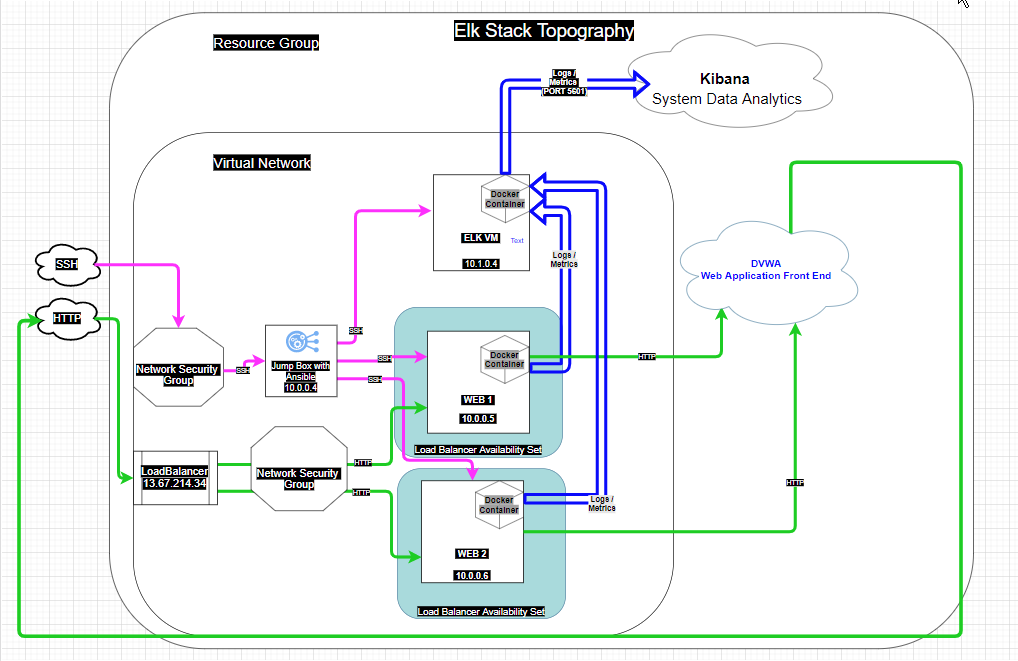 Elk Stack Topography
Resource Group
Logs /
Metrics
(PORT 5601)
Kibana
System Data Analytics
Virtual Network
Docker
Container
ELK VM
Text
10.1.0.4
Logs /
Metrics
SSH
HTTP
DVWA
Web Application Front End
Network Security
Group
SSH
Jump Box with
Ansible
10.0.0.4
SSH
SSH
SSH
Docker
Container
WEB 1
10.0.0.5
Load Balancer Availability Set
HTTP
LoadBalancer
13.67.214.34
Network Security
Group
HTTP
HTTP
Docker
Container
WEB 2
10.0.0.6
Load Balancer Availability Set
Logs /
Metrics
HTTP